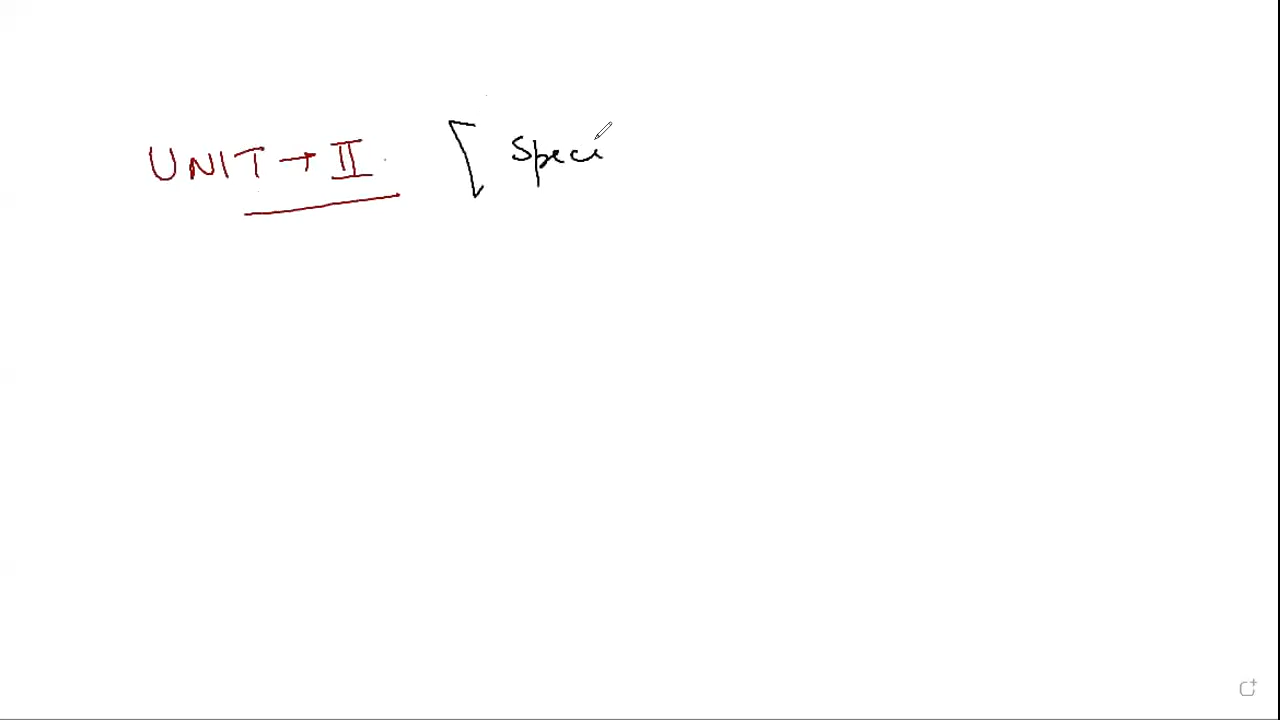 UNIT → II [ Speci